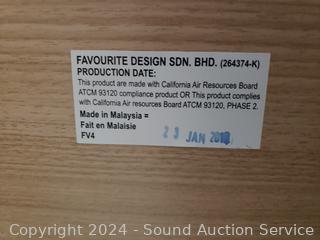 FAVOURITE DESIGN SDN. BHD. (264374-K)
PRODUCTION DATE:
This product are made with California Air Resources Board
ATCM 93120 compliance product OR This product complies
with California Air resources Board ATCM 93120, PHASE 2.
Made in Malaysia =
Fait en Malaisie
FV4
23 JAN
Copyright © 2024 - Sound Auction Service